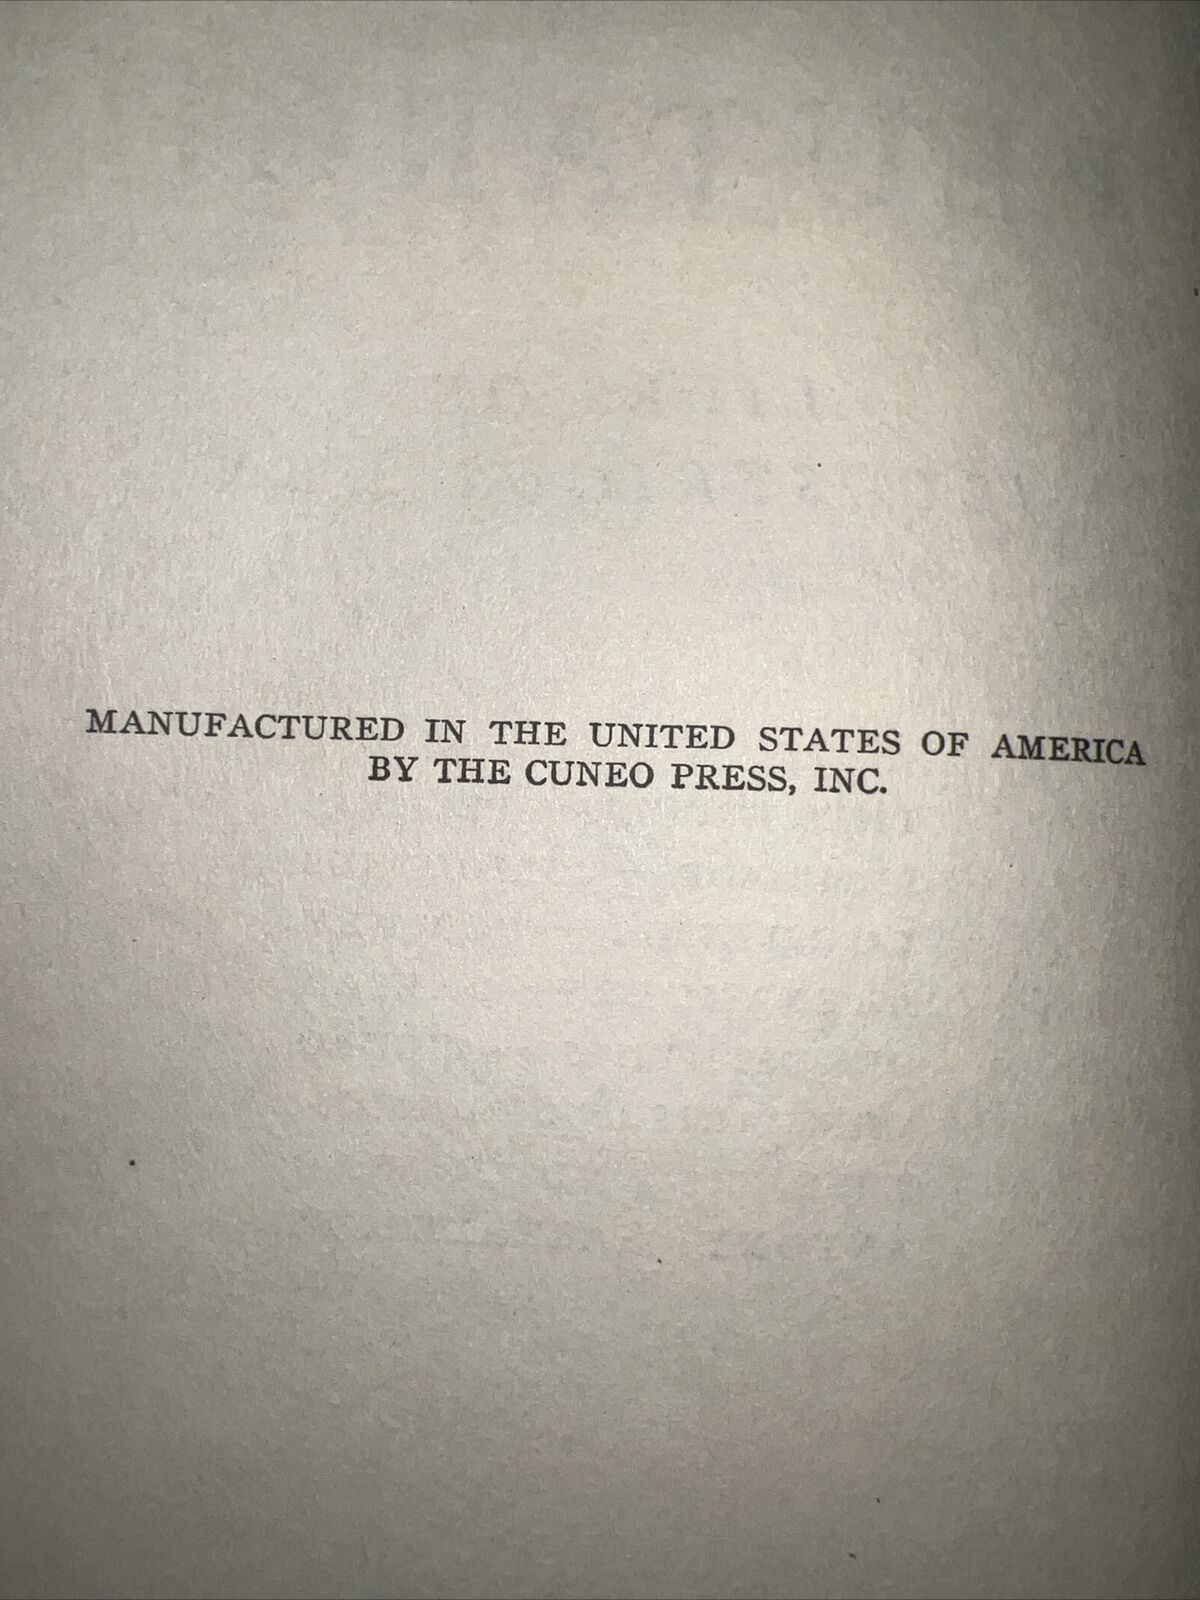 MANUFACTURED IN THE UNITED STATES OF AMERICA
BY THE CUNEO PRESS, INC.